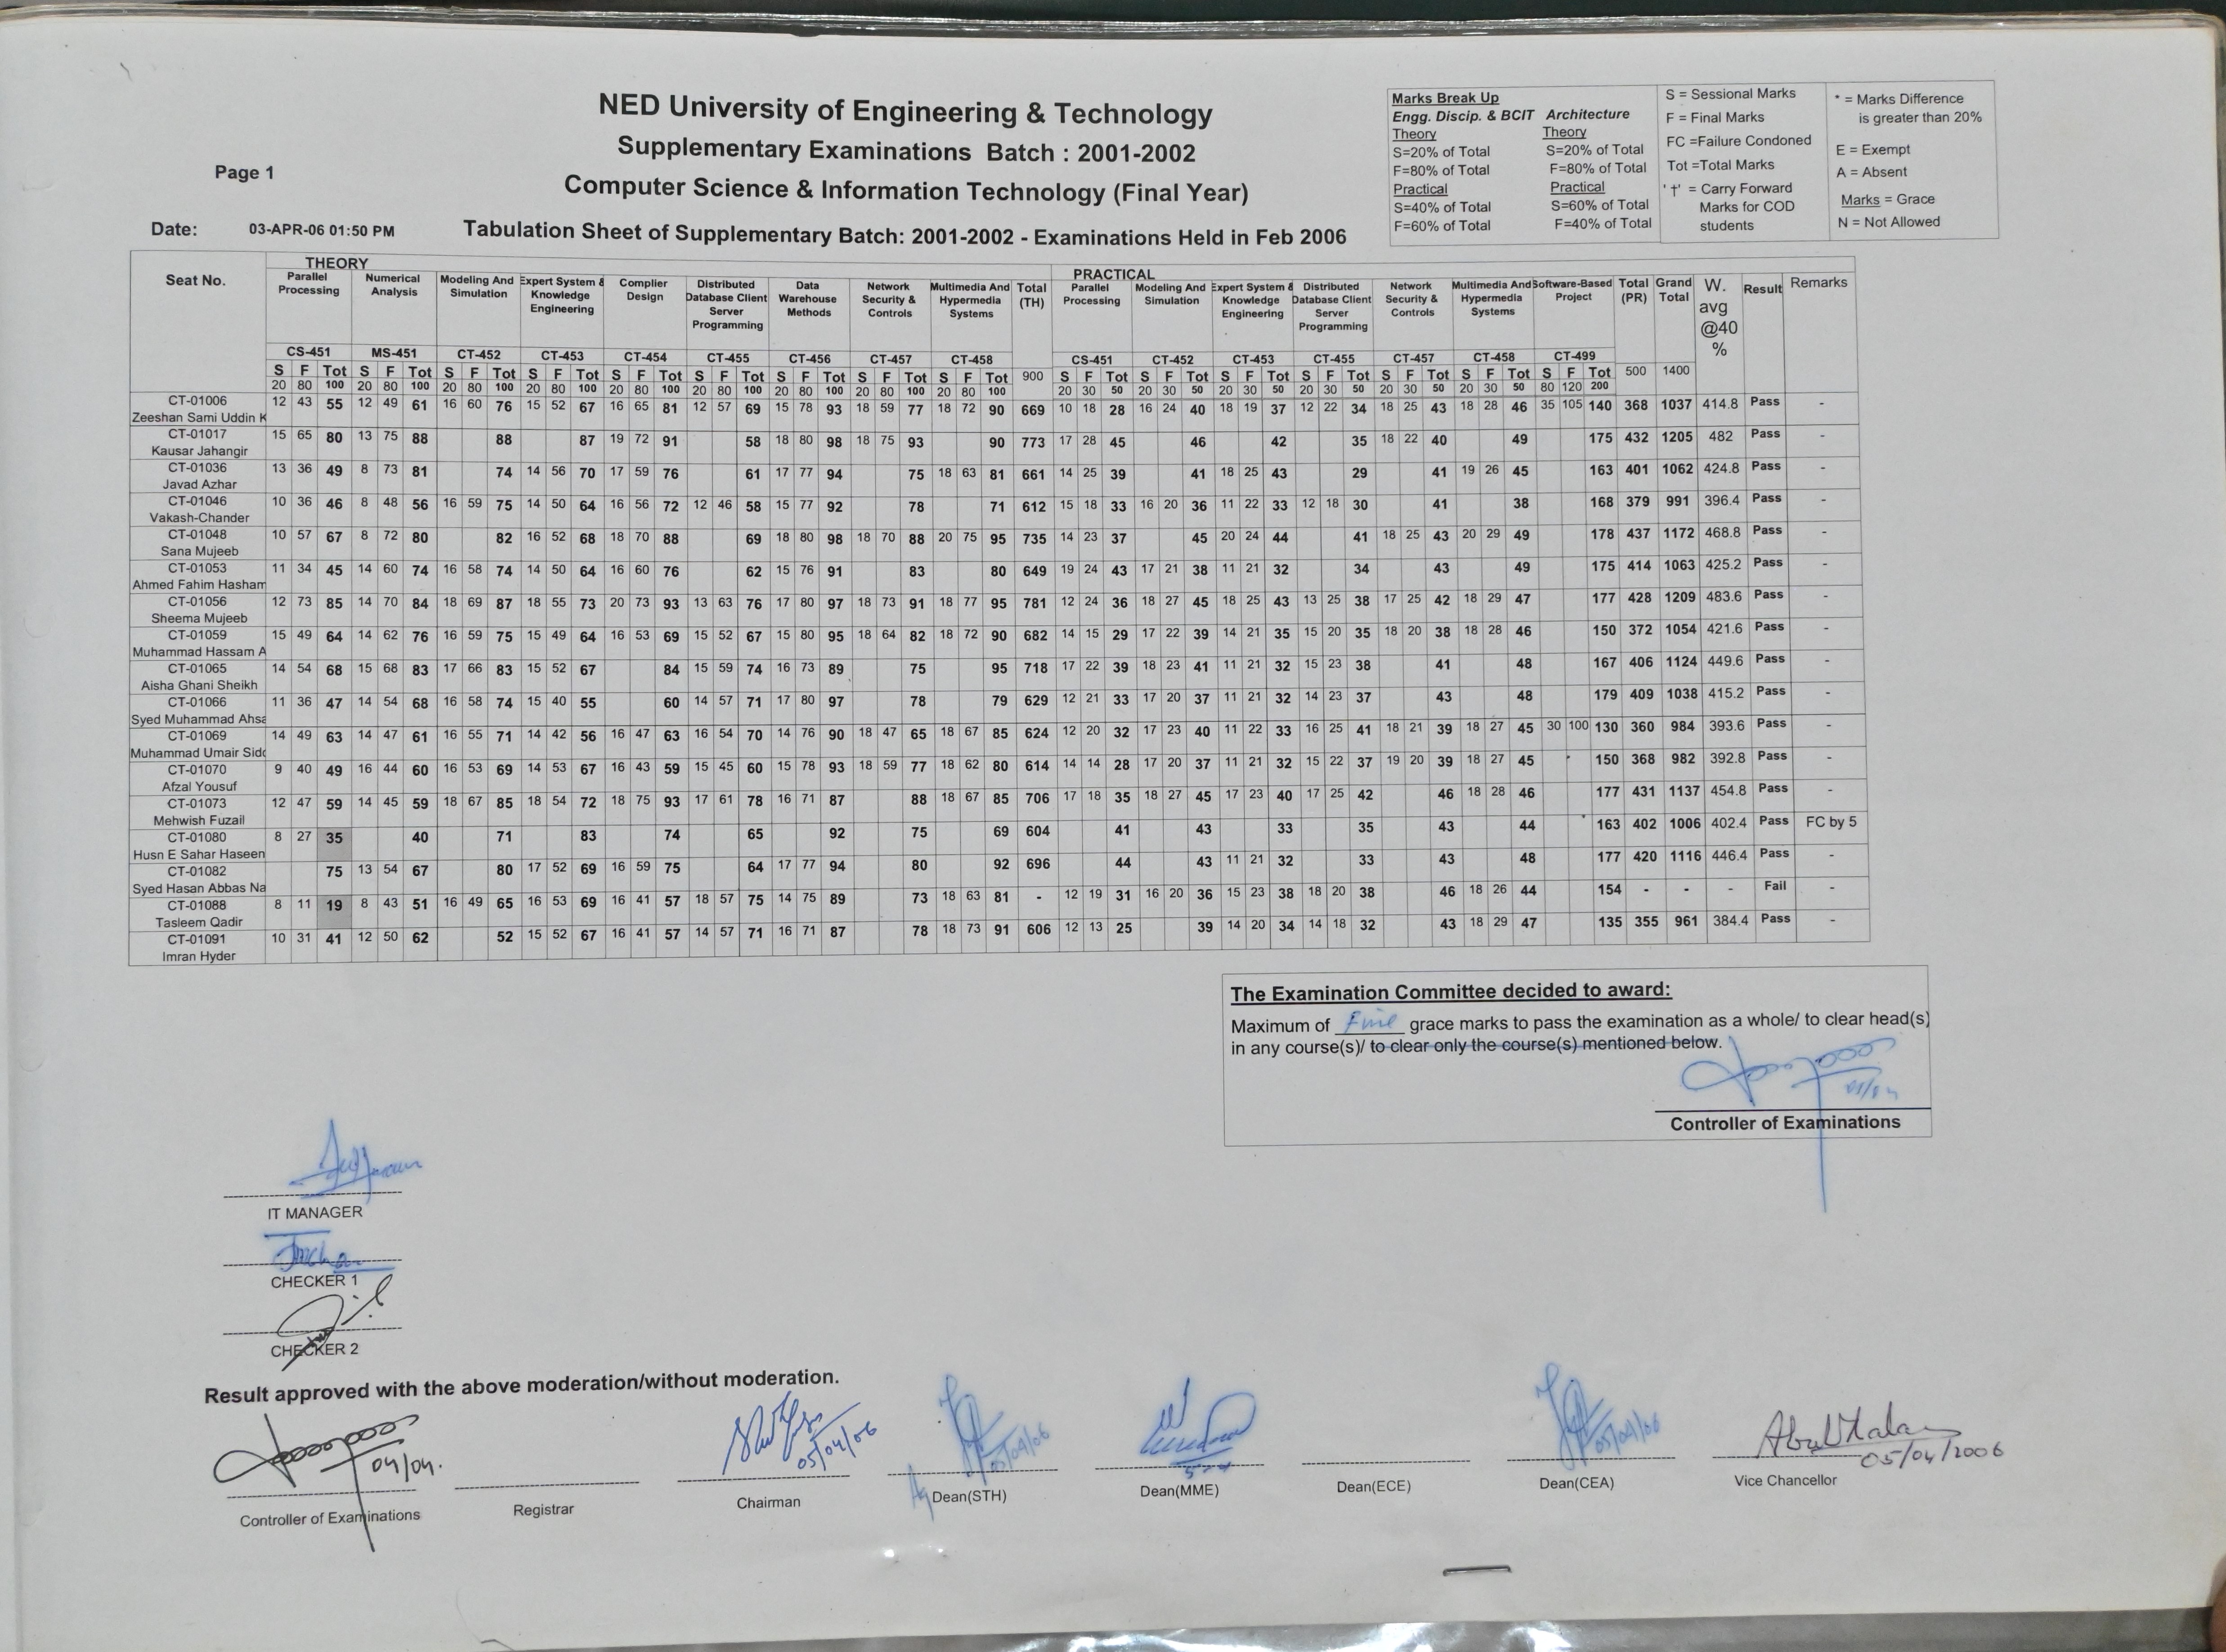 NED University of Engineering & Technology
Supplementary Examinations Batch : 2001-2002
Page 1
Computer Science & Information Technology (Final Year)
Date: 03-APR-06 01:50 PM Tabulation Sheet of Supplementary Batch: 2001-2002 - Examinations Held in Feb 2006
Marks Break Up
Engg. Discip. & BCIT Architecture
Theory Theory
S=20% of Total S=20% of Total
F=80% of Total F=80% of Total
Practical Practical
S=40% of Total S=60% of Total
F=60% of Total F=40% of Total
S = Sessional Marks
F = Final Marks
FC =Failure Condoned
Tot =Total Marks
' †' = Carry Forward
Marks for COD
students
* = Marks Difference
is greater than 20%
E = Exempt
A = Absent
Marks = Grace
N = Not Allowed
Seat No. THEORY PRACTICAL
Parallel Processing Numerical Analysis Modeling And Simulation Expert System & Knowledge Engineering Complier Design Distributed Database Client Server Programming Data Warehouse Methods Network Security & Controls Multimedia And Hypermedia Systems Total (TH) Parallel Processing Modeling And Simulation Expert System & Knowledge Engineering Distributed Database Client Server Programming Network Security & Controls Multimedia And Hypermedia Systems Software-Based Project Total (PR) Grand Total W. avg @40 % Result Remarks
CS-451 MS-451 CT-452 CT-453 CT-454 CT-455 CT-456 CT-457 CT-458 CS-451 CT-452 CT-453 CT-455 CT-457 CT-458 CT-499
S F Tot S F Tot S F Tot S F Tot S F Tot S F Tot S F Tot S F Tot S F Tot 900 S F Tot S F Tot S F Tot S F Tot S F Tot S F Tot S F Tot 500 1400
20 80 100 20 80 100 20 80 100 20 80 100 20 80 100 20 80 100 20 80 100 20 80 100 20 80 100 20 30 50 20 30 50 20 30 50 20 30 50 20 30 50 20 30 50 80 120 200
CT-01006 12 43 55 12 49 61 16 60 76 15 52 67 16 65 81 12 57 69 15 78 93 18 59 77 18 72 90 669 10 18 28 16 24 40 18 19 37 12 22 34 18 25 43 18 28 46 35 105 140 368 1037 414.8 Pass -
Zeeshan Sami Uddin K
CT-01017 15 65 80 13 75 88 88 87 19 72 91 58 18 80 98 18 75 93 90 773 17 28 45 46 42 35 18 22 40 49 175 432 1205 482 Pass -
Kausar Jahangir
CT-01036 13 36 49 8 73 81 74 14 56 70 17 59 76 61 17 77 94 75 18 63 81 661 14 25 39 41 18 25 43 29 41 19 26 45 163 401 1062 424.8 Pass -
Javad Azhar
CT-01046 10 36 46 8 48 56 16 59 75 14 50 64 16 56 72 12 46 58 15 77 92 78 71 612 15 18 33 16 20 36 11 22 33 12 18 30 41 38 168 379 991 396.4 Pass -
Vakash-Chander
CT-01048 10 57 67 8 72 80 82 16 52 68 18 70 88 69 18 80 98 18 70 88 20 75 95 735 14 23 37 45 20 24 44 41 18 25 43 20 29 49 178 437 1172 468.8 Pass -
Sana Mujeeb
CT-01053 11 34 45 14 60 74 16 58 74 14 50 64 16 60 76 62 15 76 91 83 80 649 19 24 43 17 21 38 11 21 32 34 43 49 175 414 1063 425.2 Pass -
Ahmed Fahim Hasham
CT-01056 12 73 85 14 70 84 18 69 87 18 55 73 20 73 93 13 63 76 17 80 97 18 73 91 18 77 95 781 12 24 36 18 27 45 18 25 43 13 25 38 17 25 42 18 29 47 177 428 1209 483.6 Pass -
Sheema Mujeeb
CT-01059 15 49 64 14 62 76 16 59 75 15 49 64 16 53 69 15 52 67 15 80 95 18 64 82 18 72 90 682 14 15 29 17 22 39 14 21 35 15 20 35 18 20 38 18 28 46 150 372 1054 421.6 Pass -
Muhammad Hassam A
CT-01065 14 54 68 15 68 83 17 66 83 15 52 67 84 15 59 74 16 73 89 75 95 718 17 22 39 18 23 41 11 21 32 15 23 38 41 48 167 406 1124 449.6 Pass -
Aisha Ghani Sheikh
CT-01066 11 36 47 14 54 68 16 58 74 15 40 55 60 14 57 71 17 80 97 78 79 629 12 21 33 17 20 37 11 21 32 14 23 37 43 48 179 409 1038 415.2 Pass -
Syed Muhammad Ahsa
CT-01069 14 49 63 14 47 61 16 55 71 14 42 56 16 47 63 16 54 70 14 76 90 18 47 65 18 67 85 624 12 20 32 17 23 40 11 22 33 16 25 41 18 21 39 18 27 45 30 100 130 360 984 393.6 Pass -
Muhammad Umair Sidd
CT-01070 9 40 49 16 44 60 16 53 69 14 53 67 16 43 59 15 45 60 15 78 93 18 59 77 18 62 80 614 14 14 28 17 20 37 11 21 32 15 22 37 19 20 39 18 27 45 150 368 982 392.8 Pass -
Afzal Yousuf
CT-01073 12 47 59 14 45 59 18 67 85 18 54 72 18 75 93 17 61 78 16 71 87 88 18 67 85 706 17 18 35 18 27 45 17 23 40 17 25 42 46 18 28 46 177 431 1137 454.8 Pass -
Mehwish Fuzail
CT-01080 8 27 35 40 71 83 74 65 92 75 69 604 41 43 33 35 43 44 163 402 1006 402.4 Pass FC by 5
Husn E Sahar Haseen
CT-01082 75 13 54 67 80 17 52 69 16 59 75 64 17 77 94 80 92 696 44 43 11 21 32 33 43 48 177 420 1116 446.4 Pass -
Syed Hasan Abbas Na
CT-01088 8 11 19 8 43 51 16 49 65 16 53 69 16 41 57 18 57 75 14 75 89 73 18 63 81 - 12 19 31 16 20 36 15 23 38 18 20 38 46 18 26 44 154 - - - Fail -
Tasleem Qadir
CT-01091 10 31 41 12 50 62 52 15 52 67 16 41 57 14 57 71 16 71 87 78 18 73 91 606 12 13 25 39 14 20 34 14 18 32 43 18 29 47 135 355 961 384.4 Pass -
Imran Hyder
The Examination Committee decided to award:
Maximum of Five grace marks to pass the examination as a whole/ to clear head(s)
in any course(s)/ to clear only the course(s) mentioned below.
Controller of Examinations
IT MANAGER
CHECKER 1
CHECKER 2
Result approved with the above moderation/without moderation.
04/04. 05/04/06 05/04/06 05/04/06 05/04/2006
Controller of Examinations Registrar Chairman Dean(STH) Dean(MME) Dean(ECE) Dean(CEA) Vice Chancellor